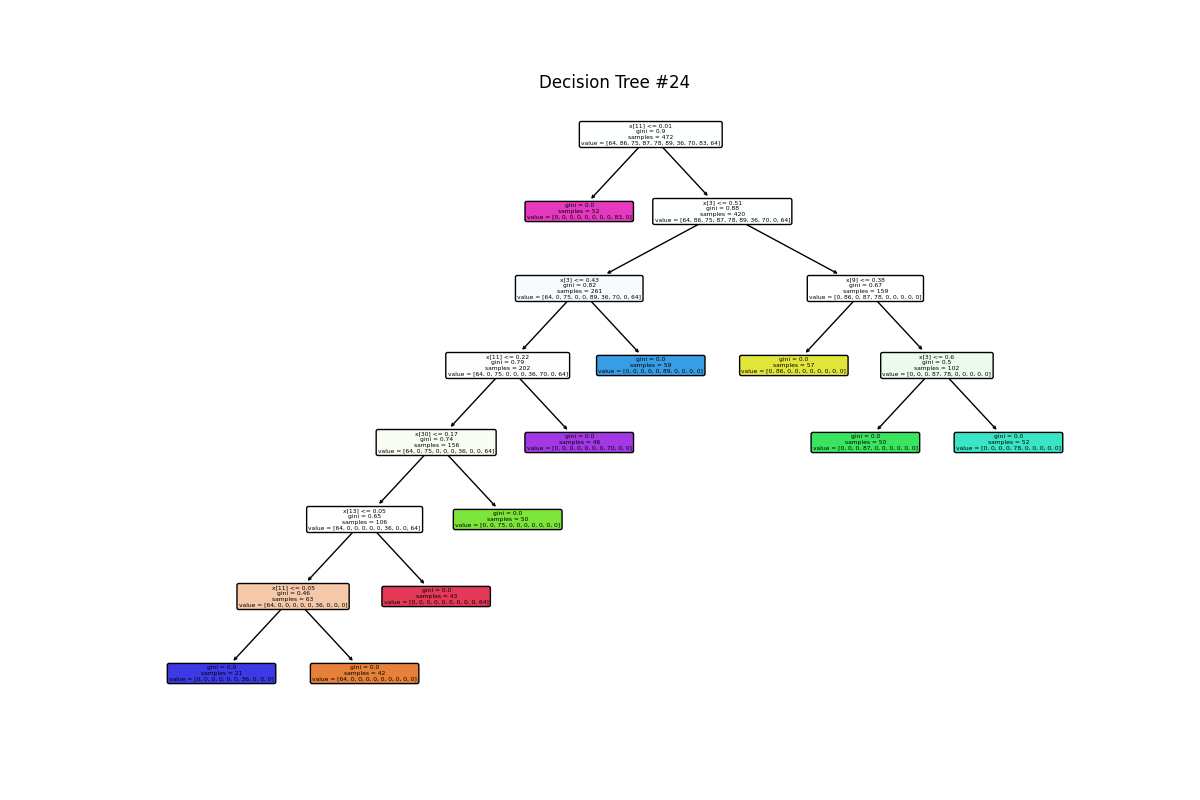 Decision Tree #24
x[11] <= 0.01
gini = 0.9
samples = 472
value = [64, 86, 75, 87, 78, 89, 36, 70, 83, 64]
gini = 0.0
samples = 52
value = [0, 0, 0, 0, 0, 0, 0, 0, 83, 0]
x[3] <= 0.51
gini = 0.88
samples = 420
value = [64, 86, 75, 87, 78, 89, 36, 70, 0, 64]
x[3] <= 0.43
gini = 0.82
samples = 261
value = [64, 0, 75, 0, 0, 89, 36, 70, 0, 64]
x[9] <= 0.38
gini = 0.67
samples = 159
value = [0, 86, 0, 87, 78, 0, 0, 0, 0, 0]
x[11] <= 0.22
gini = 0.79
samples = 202
value = [64, 0, 75, 0, 0, 0, 36, 70, 0, 64]
gini = 0.0
samples = 59
value = [0, 0, 0, 0, 0, 89, 0, 0, 0, 0]
gini = 0.0
samples = 57
value = [0, 86, 0, 0, 0, 0, 0, 0, 0, 0]
x[3] <= 0.6
gini = 0.5
samples = 102
value = [0, 0, 0, 87, 78, 0, 0, 0, 0, 0]
x[30] <= 0.17
gini = 0.74
samples = 156
value = [64, 0, 75, 0, 0, 0, 36, 0, 0, 64]
gini = 0.0
samples = 46
value = [0, 0, 0, 0, 0, 0, 0, 70, 0, 0]
gini = 0.0
samples = 50
value = [0, 0, 0, 87, 0, 0, 0, 0, 0, 0]
gini = 0.0
samples = 52
value = [0, 0, 0, 0, 78, 0, 0, 0, 0, 0]
x[13] <= 0.05
gini = 0.65
samples = 106
value = [64, 0, 0, 0, 0, 0, 36, 0, 0, 64]
gini = 0.0
samples = 50
value = [0, 0, 75, 0, 0, 0, 0, 0, 0, 0]
x[11] <= 0.05
gini = 0.46
samples = 63
value = [64, 0, 0, 0, 0, 0, 36, 0, 0, 0]
gini = 0.0
samples = 43
value = [0, 0, 0, 0, 0, 0, 0, 0, 0, 64]
gini = 0.0
samples = 21
value = [0, 0, 0, 0, 0, 0, 36, 0, 0, 0]
gini = 0.0
samples = 42
value = [64, 0, 0, 0, 0, 0, 0, 0, 0, 0]